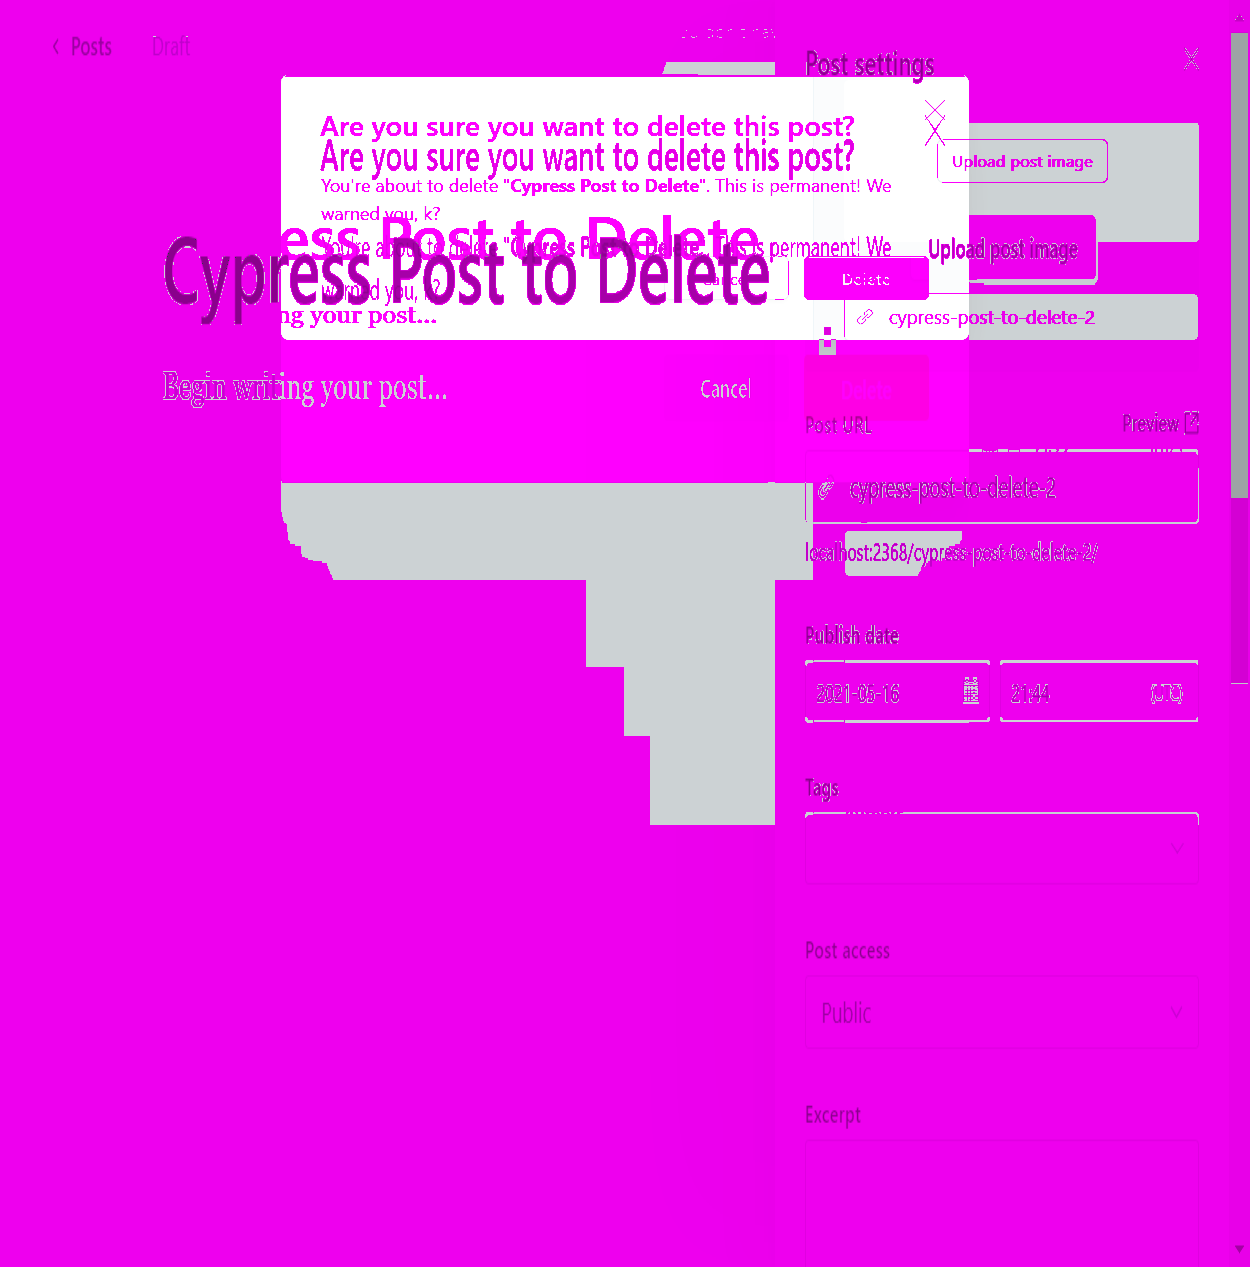 Posts Draft
Post settings
Are you sure you want to delete this post?
Are you sure you want to delete this post?
Upload post image
You're about to delete "Cypress Post to Delete". This is permanent! We
warned you, k?
ess Post to Delete
You're about to delete "Cypress Post to Delete". This is permanent! We
Upload post image
Cypress Post to Delete
Cancel Delete
warned you, k?
ng your post...
cypress-post-to-delete-2
Begin writing your post...
Cancel Delete
Post URL Preview
cypress-post-to-delete-2
localhost:2368/cypress-post-to-delete-2/
Publish date
2021-05-16 21:44 (UTC)
Tags
Post access
Public
Excerpt